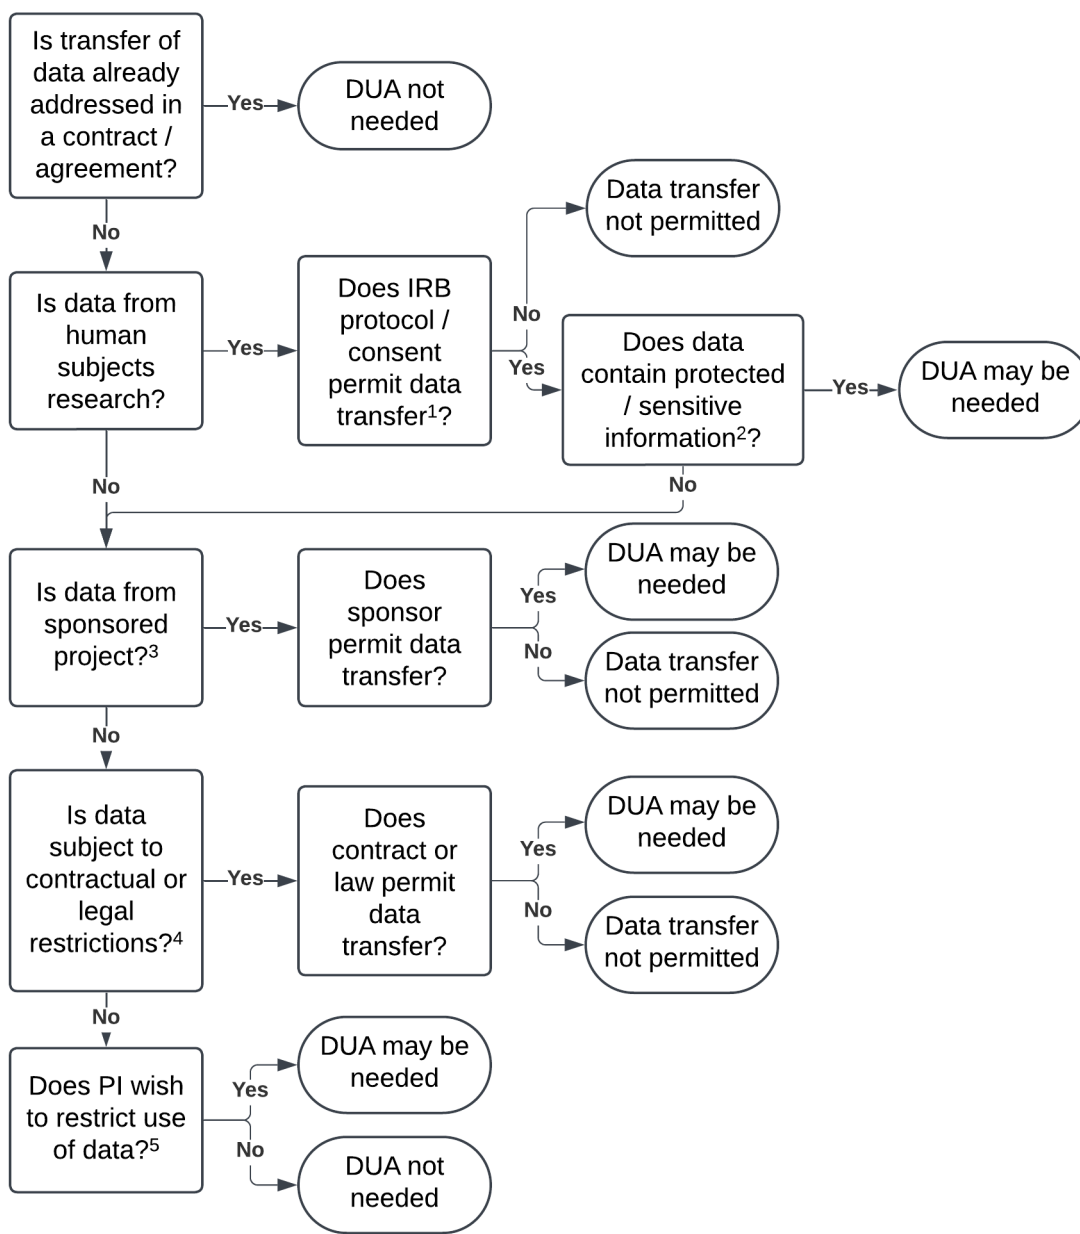 Is transfer of
data already
addressed in
a contract /
agreement?
Yes
DUA not
needed
No
Data transfer
not permitted
Is data from
human
subjects
research?
Yes
Does IRB
protocol /
consent
permit data
transfer¹?
No
Yes
Does data
contain protected
/ sensitive
information²?
Yes
DUA may be
needed
No
No
Is data from
sponsored
project?³
Yes
Does
sponsor
permit data
transfer?
Yes
DUA may be
needed
No
Data transfer
not permitted
No
Is data
subject to
contractual or
legal
restrictions?⁴
Yes
Does
contract or
law permit
data
transfer?
Yes
DUA may be
needed
No
Data transfer
not permitted
No
Does PI wish
to restrict use
of data?⁵
Yes
DUA may be
needed
No
DUA not
needed